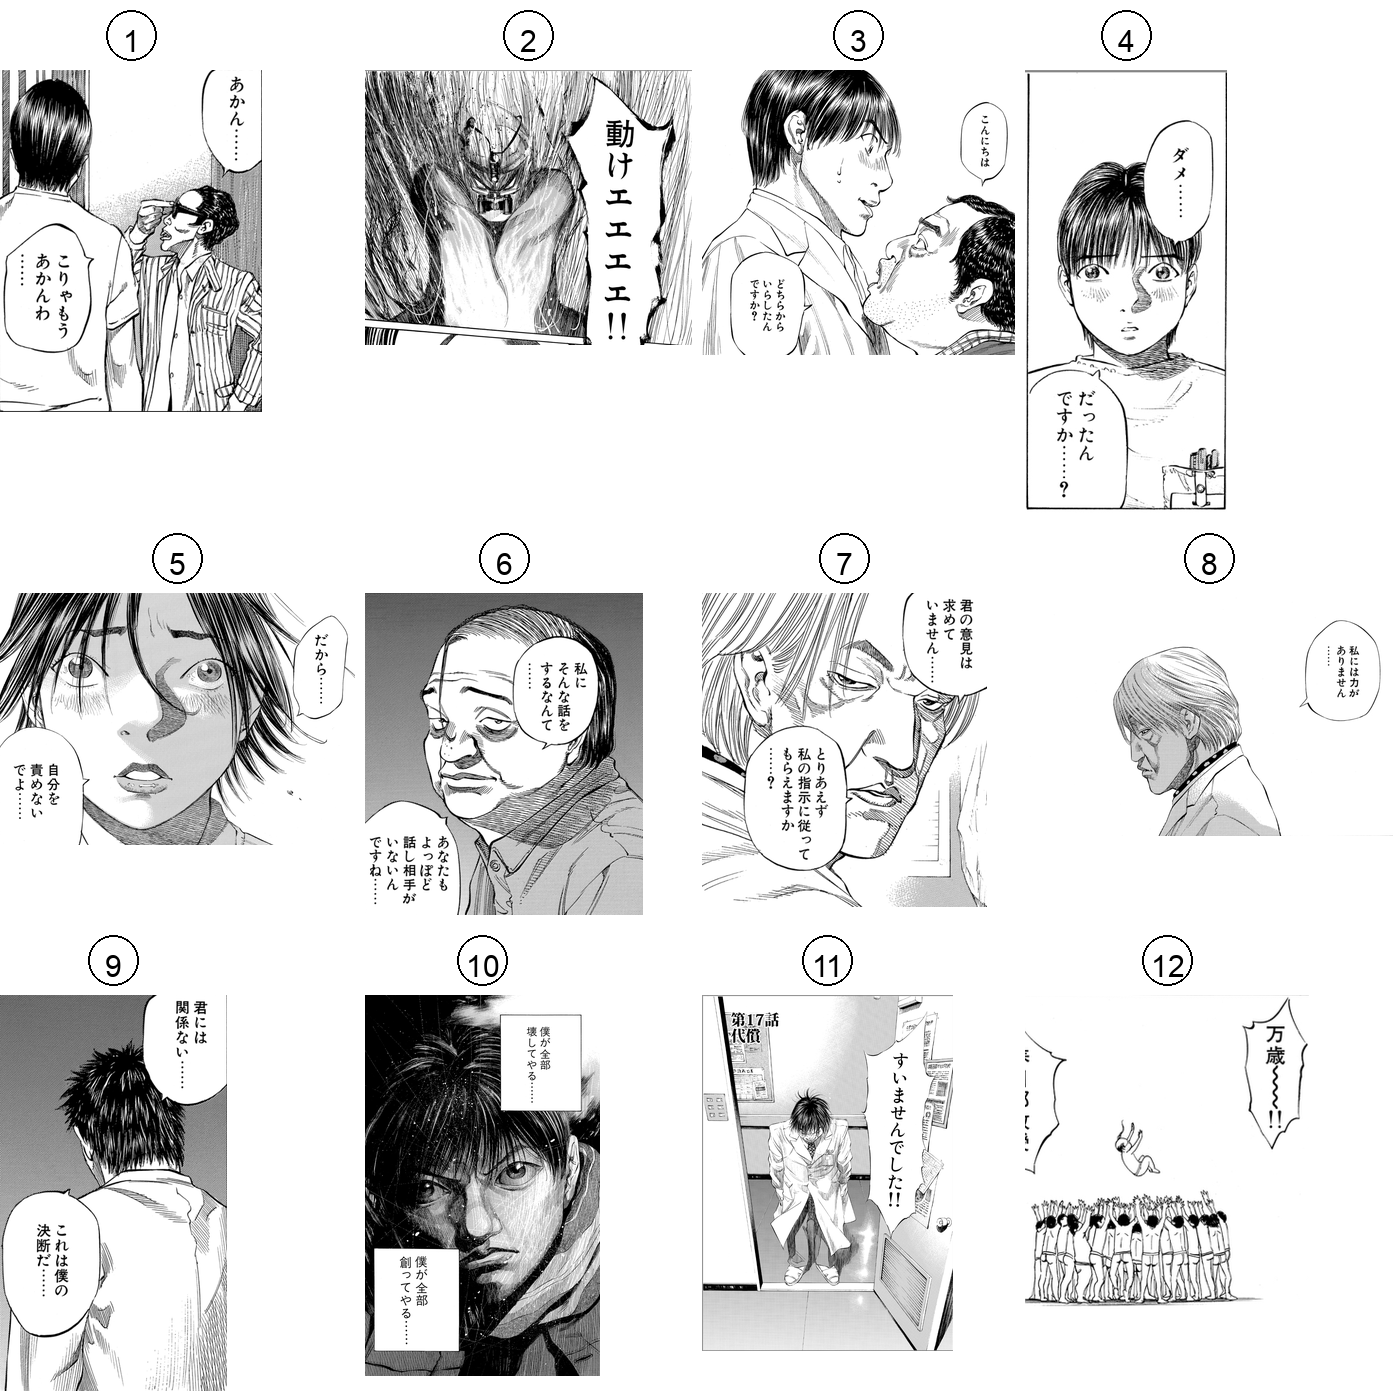 1
あかん……
こりゃもう
あかんわ
……
2
動けェェェェ!!
3
こんにちは
どちらから
いらしたん
ですか?
4
ダメ……
だったん
ですか……?
5
だから……
自分を
責めない
でよ……
6
私に
そんな話を
するなんて
……
あなたも
よっぽど
話し相手が
いないん
ですね……
7
君の意見は
求めて
いません……
とりあえず
私の指示に従って
もらえますか
……?
8
私には力が
ありません
……
9
君には
関係ない……
これは僕の
決断だ……
10
僕が全部
壊してやる……
僕が全部
創ってやる……
11
第17話
代償
すいませんでした!!
12
万歳~~~!!